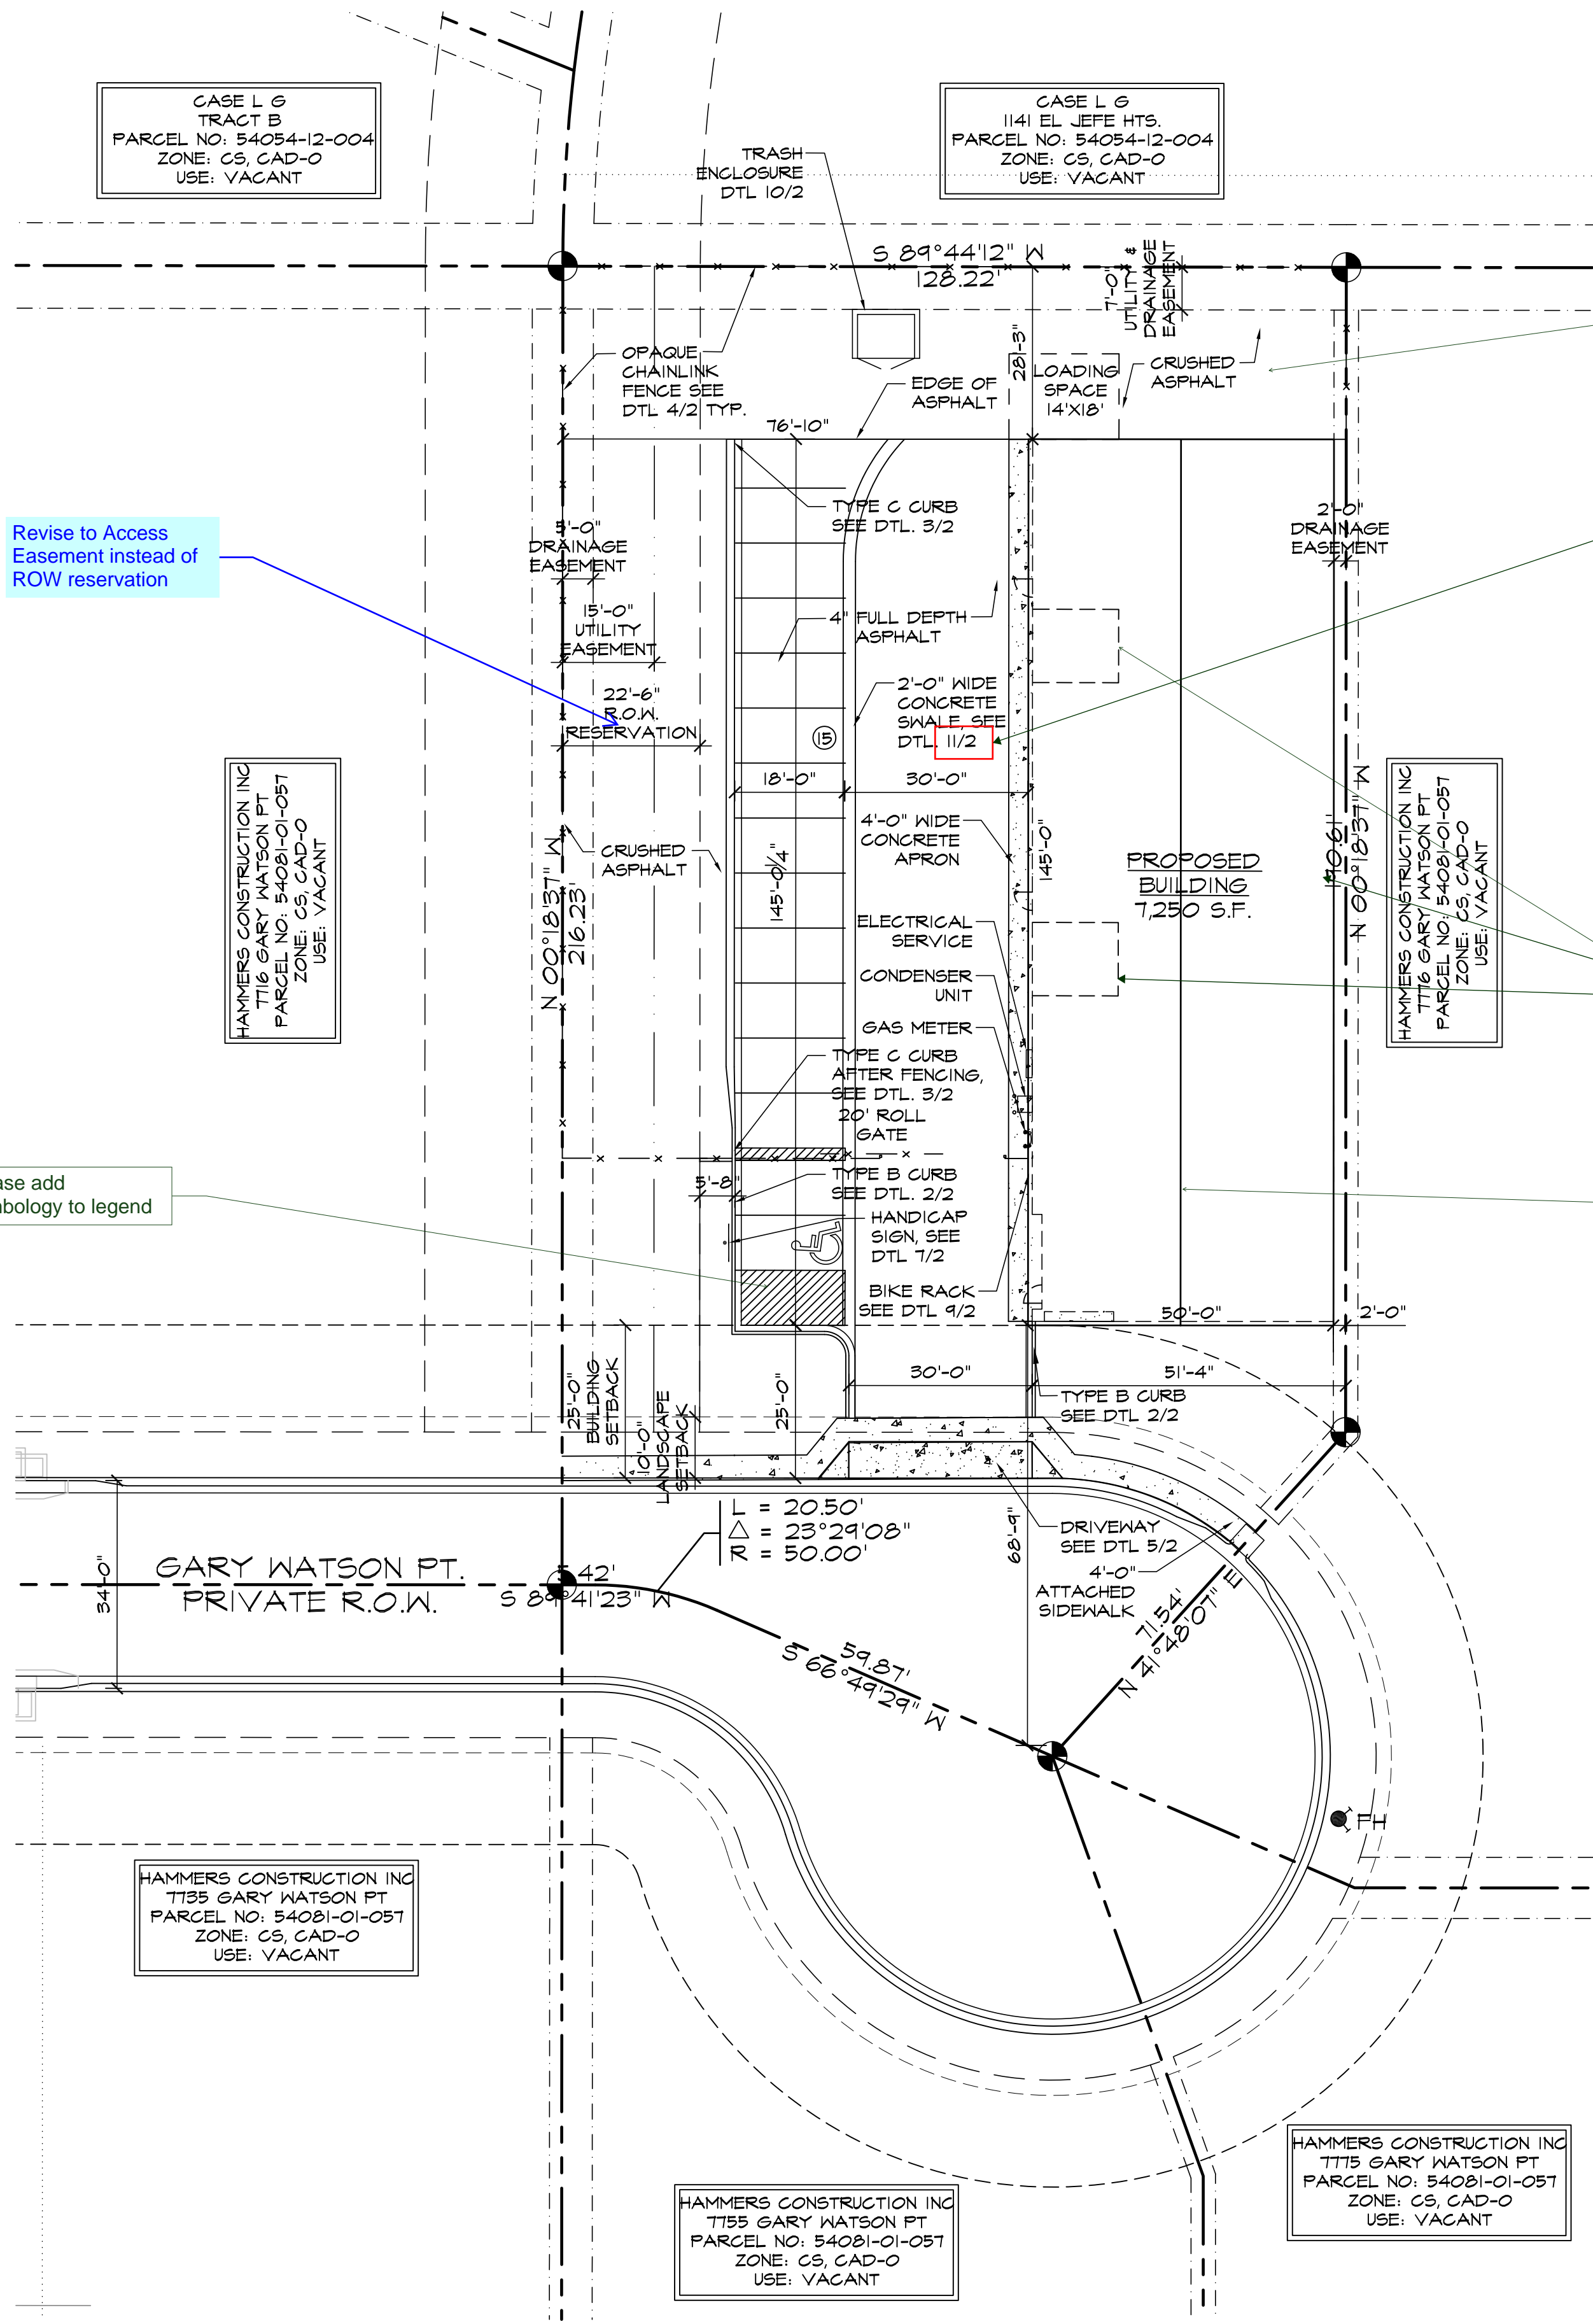 CASE L G
TRACT B
PARCEL NO: 54054-12-004
ZONE: CS, CAD-O
USE: VACANT
CASE L G
1141 EL JEFE HTS.
PARCEL NO: 54054-12-004
ZONE: CS, CAD-O
USE: VACANT
TRASH
ENCLOSURE
DTL 10/2
S 89°44'12" W
128.22'
7'-0"
UTILITY &
DRAINAGE
EASEMENT
OPAQUE
CHAINLINK
FENCE SEE
DTL 4/2 TYP.
EDGE OF
ASPHALT
28'-3"
LOADING
SPACE
14'X18'
CRUSHED
ASPHALT
76'-10"
TYPE C CURB
SEE DTL. 3/2
Revise to Access
Easement instead of
ROW reservation
5'-0"
DRAINAGE
EASEMENT
2'-0"
DRAINAGE
EASEMENT
15'-0"
UTILITY
EASEMENT
4" FULL DEPTH
ASPHALT
22'-6"
R.O.W.
RESERVATION
2'-0" WIDE
CONCRETE
SWALE, SEE
DTL. 11/2
15
18'-0"
30'-0"
HAMMERS CONSTRUCTION INC
7716 GARY WATSON PT
PARCEL NO: 54081-01-057
ZONE: CS, CAD-O
USE: VACANT
N 00°18'37" W
216.23'
CRUSHED
ASPHALT
145'-0¼"
4'-0" WIDE
CONCRETE
APRON
145'-0"
PROPOSED
BUILDING
7,250 S.F.
N 00°18'37" W
HAMMERS CONSTRUCTION INC
7776 GARY WATSON PT
PARCEL NO: 54081-01-057
ZONE: CS, CAD-O
USE: VACANT
ELECTRICAL
SERVICE
CONDENSER
UNIT
GAS METER
TYPE C CURB
AFTER FENCING,
SEE DTL. 3/2
20' ROLL
GATE
5'-8"
TYPE B CURB
SEE DTL. 2/2
ase add
bology to legend
HANDICAP
SIGN, SEE
DTL 7/2
BIKE RACK
SEE DTL 9/2
50'-0"
2'-0"
25'-0"
BUILDING
SETBACK
10'-0"
LANDSCAPE
SETBACK
25'-0"
30'-0"
51'-4"
TYPE B CURB
SEE DTL 2/2
L = 20.50'
△ = 23°29'08"
R = 50.00'
68'-9"
DRIVEWAY
SEE DTL 5/2
4'-0"
ATTACHED
SIDEWALK
34'-0"
GARY WATSON PT.
PRIVATE R.O.W.
42'
S 89°41'23" W
59.87'
S 66°49'29" W
71.54'
N 41°48'07" E
FH
HAMMERS CONSTRUCTION INC
7735 GARY WATSON PT
PARCEL NO: 54081-01-057
ZONE: CS, CAD-O
USE: VACANT
HAMMERS CONSTRUCTION INC
7755 GARY WATSON PT
PARCEL NO: 54081-01-057
ZONE: CS, CAD-O
USE: VACANT
HAMMERS CONSTRUCTION INC
7775 GARY WATSON PT
PARCEL NO: 54081-01-057
ZONE: CS, CAD-O
USE: VACANT